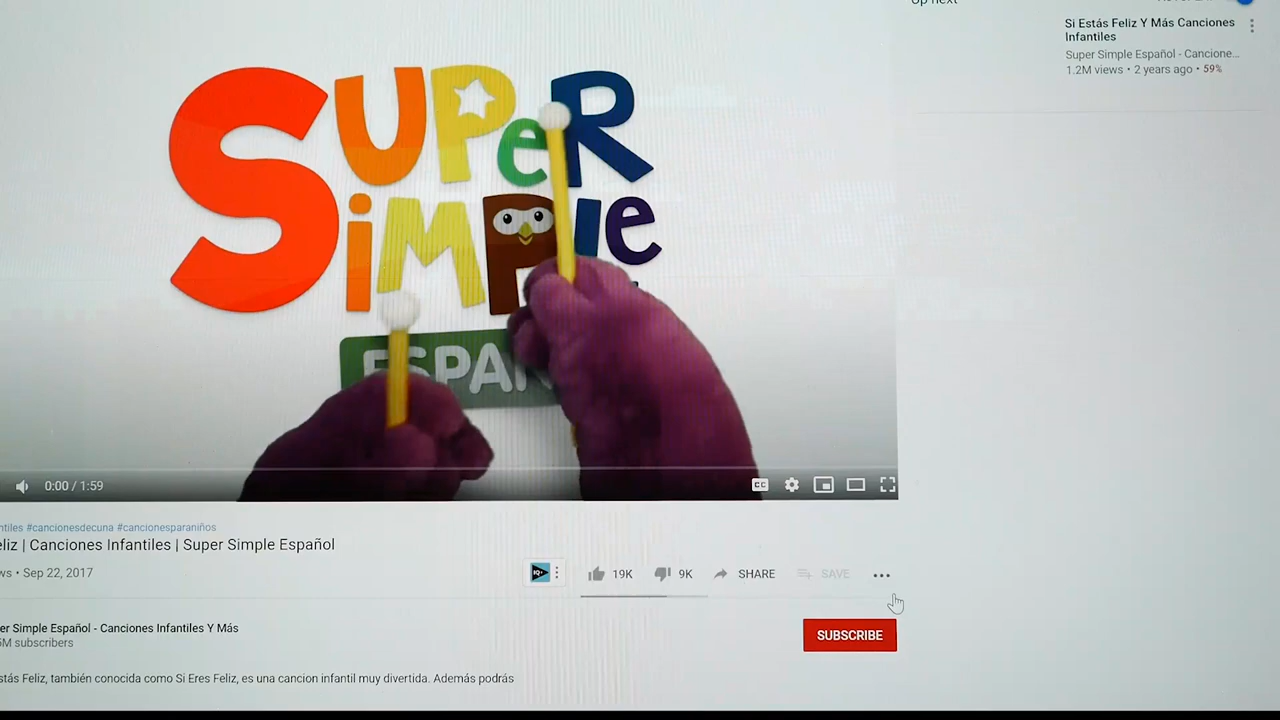 Up next
Si Estás Feliz Y Más Canciones
Infantiles
Super Simple Español - Cancione...
1.2M views • 2 years ago • 59%
SUPeR
SiMPle
ESPAÑ
0:00 / 1:59
CC
ntiles #cancionesdecuna #cancionesparaniños
eliz | Canciones Infantiles | Super Simple Español
ws • Sep 22, 2017
IQ+
19K
9K
SHARE
SAVE
er Simple Español - Canciones Infantiles Y Más
5M subscribers
SUBSCRIBE
stás Feliz, también conocida como Si Eres Feliz, es una cancion infantil muy divertida. Además podrás